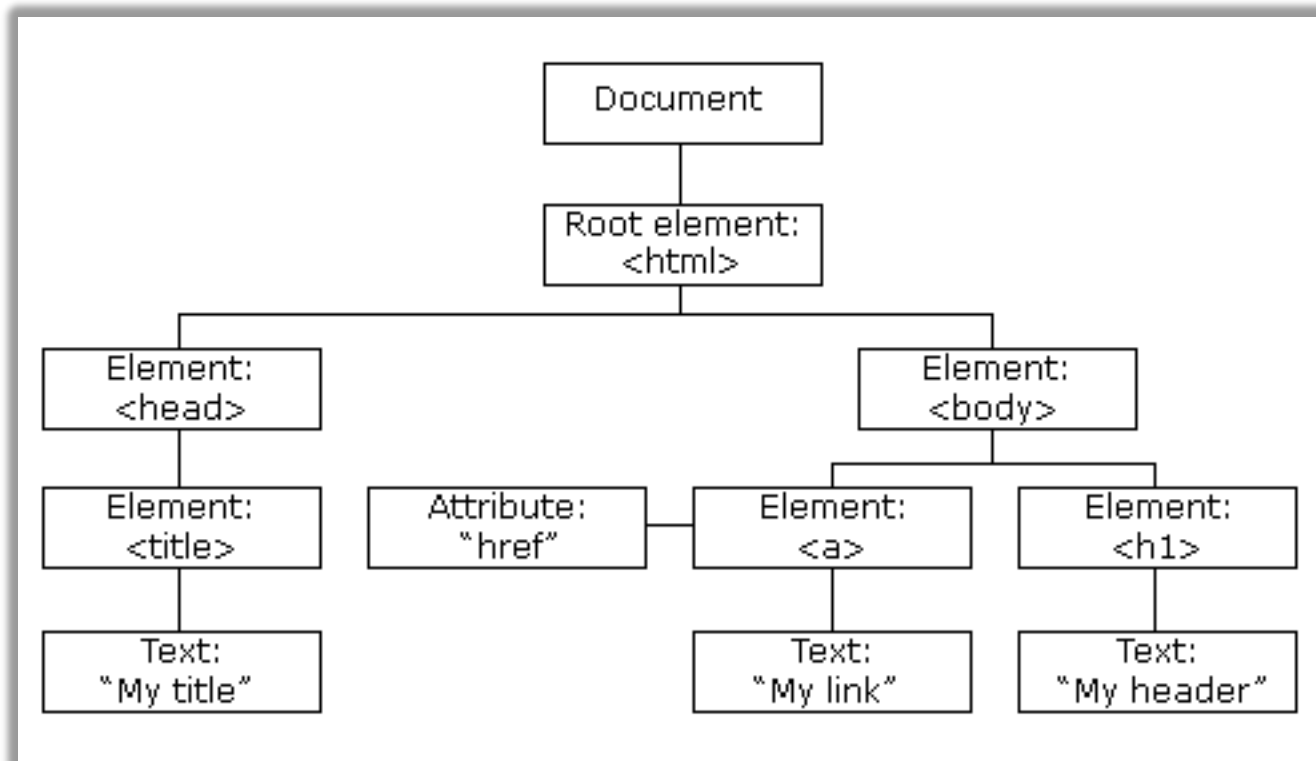 Document
Root element:
<html>
Element:
<head>
Element:
<body>
Element:
<title>
Attribute:
“href”
Element:
<a>
Element:
<h1>
Text:
“My title”
Text:
“My link”
Text:
“My header”